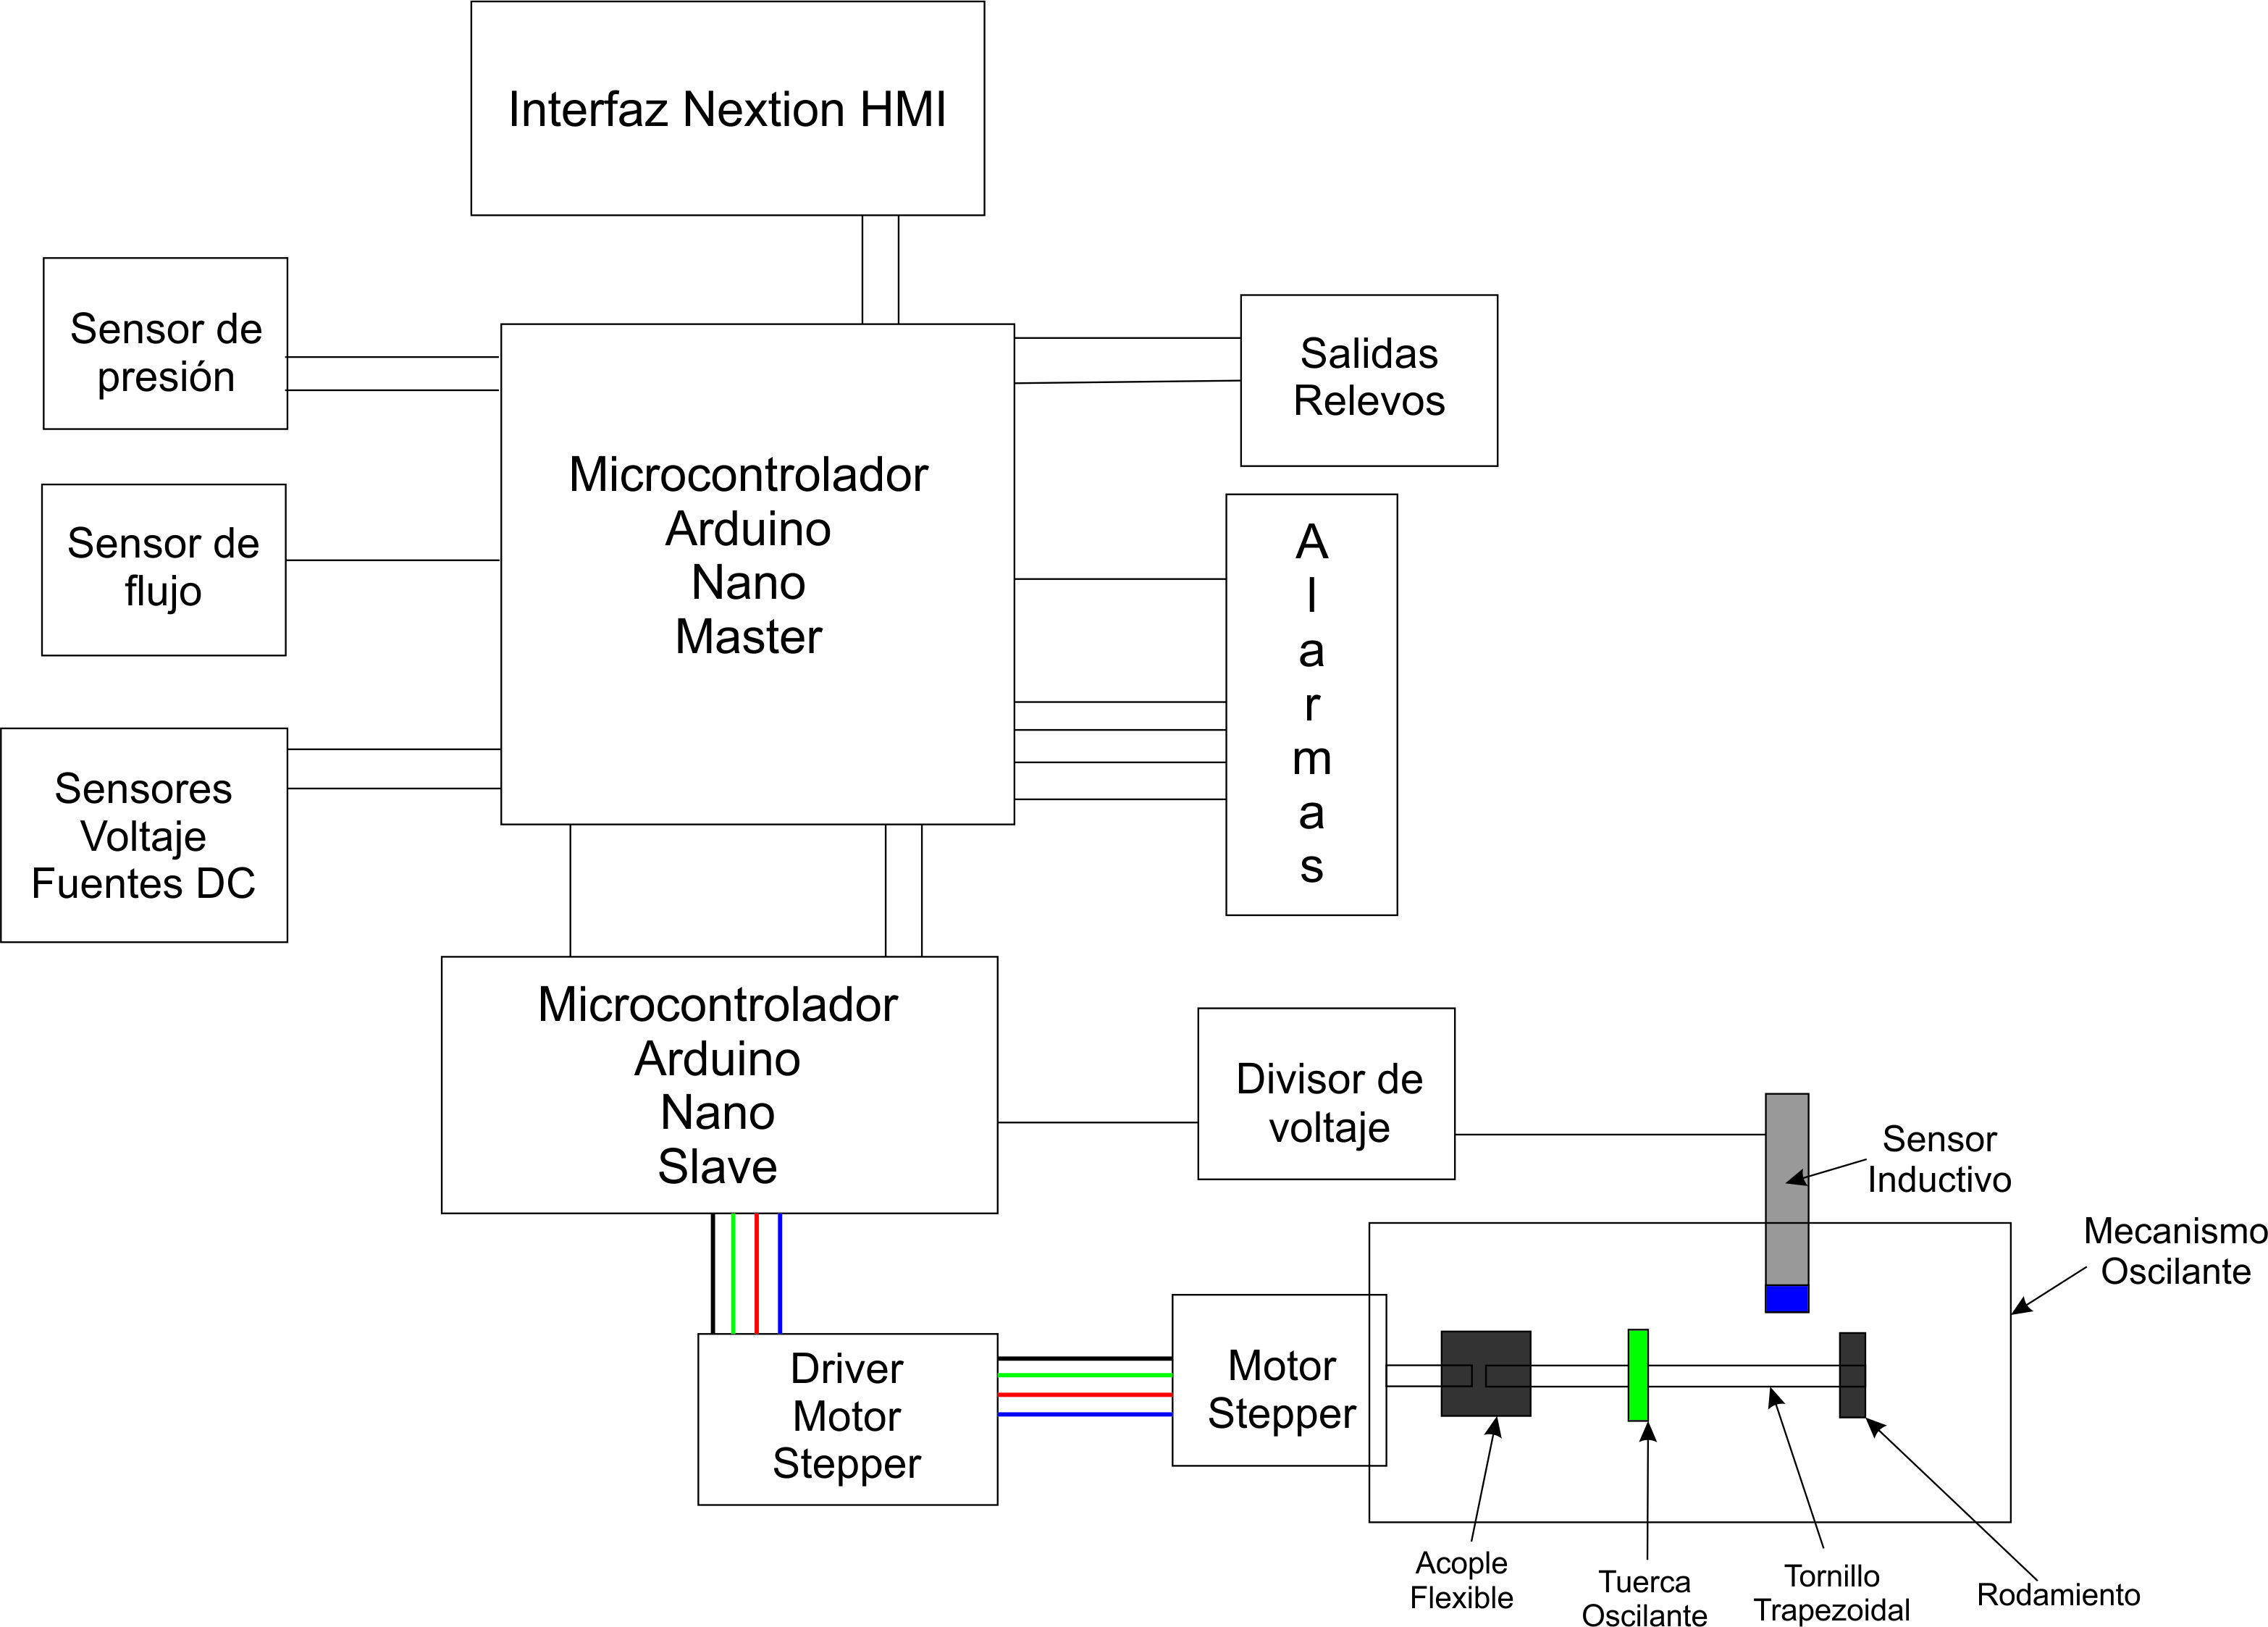 Interfaz Nextion HMI
Sensor de
presión
Salidas
Relevos
Microcontrolador
Arduino
Nano
Master
Sensor de
flujo
A
l
a
r
m
a
s
Sensores
Voltaje
Fuentes DC
Microcontrolador
Arduino
Nano
Slave
Divisor de
voltaje
Sensor
Inductivo
Mecanismo
Oscilante
Driver
Motor
Stepper
Motor
Stepper
Acople
Flexible
Tuerca
Oscilante
Tornillo
Trapezoidal
Rodamiento